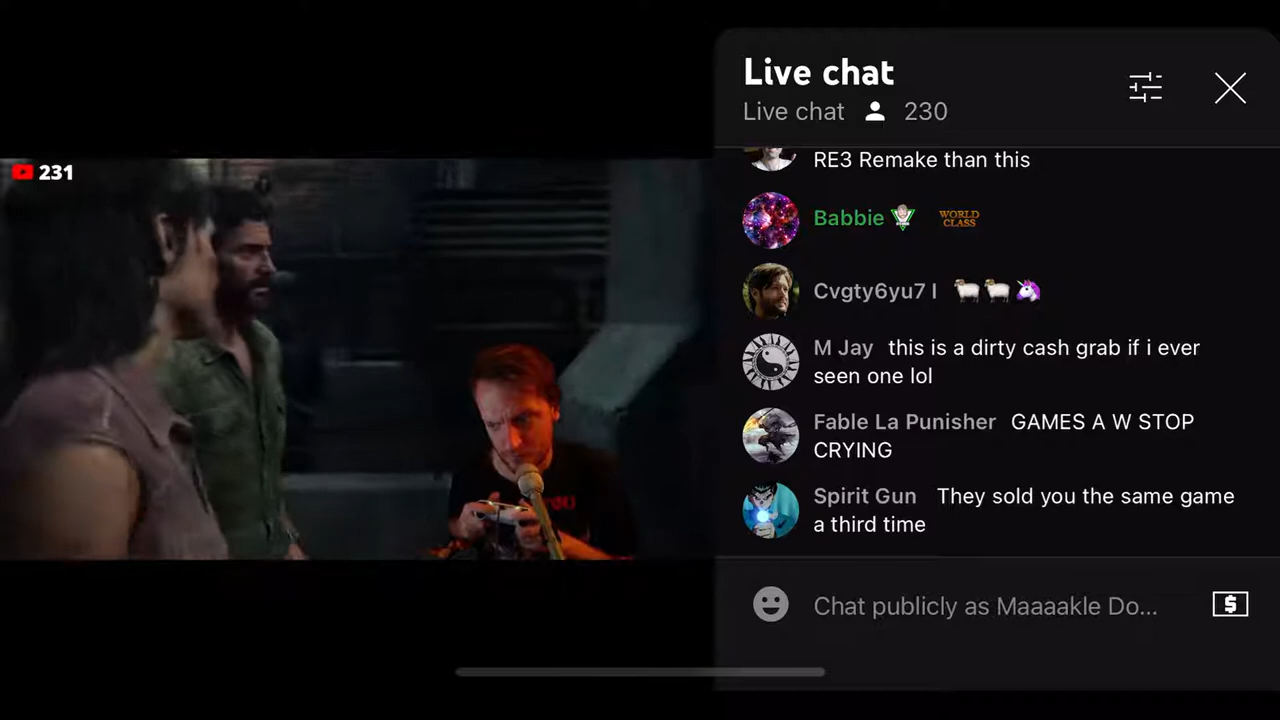 Live chat
Live chat 230
231
RE3 Remake than this
Babbie WORLD CLASS
Cvgty6yu7 I
M Jay this is a dirty cash grab if i ever
seen one lol
Fable La Punisher GAMES A W STOP
CRYING
Spirit Gun They sold you the same game
a third time
Chat publicly as Maaaakle Do...